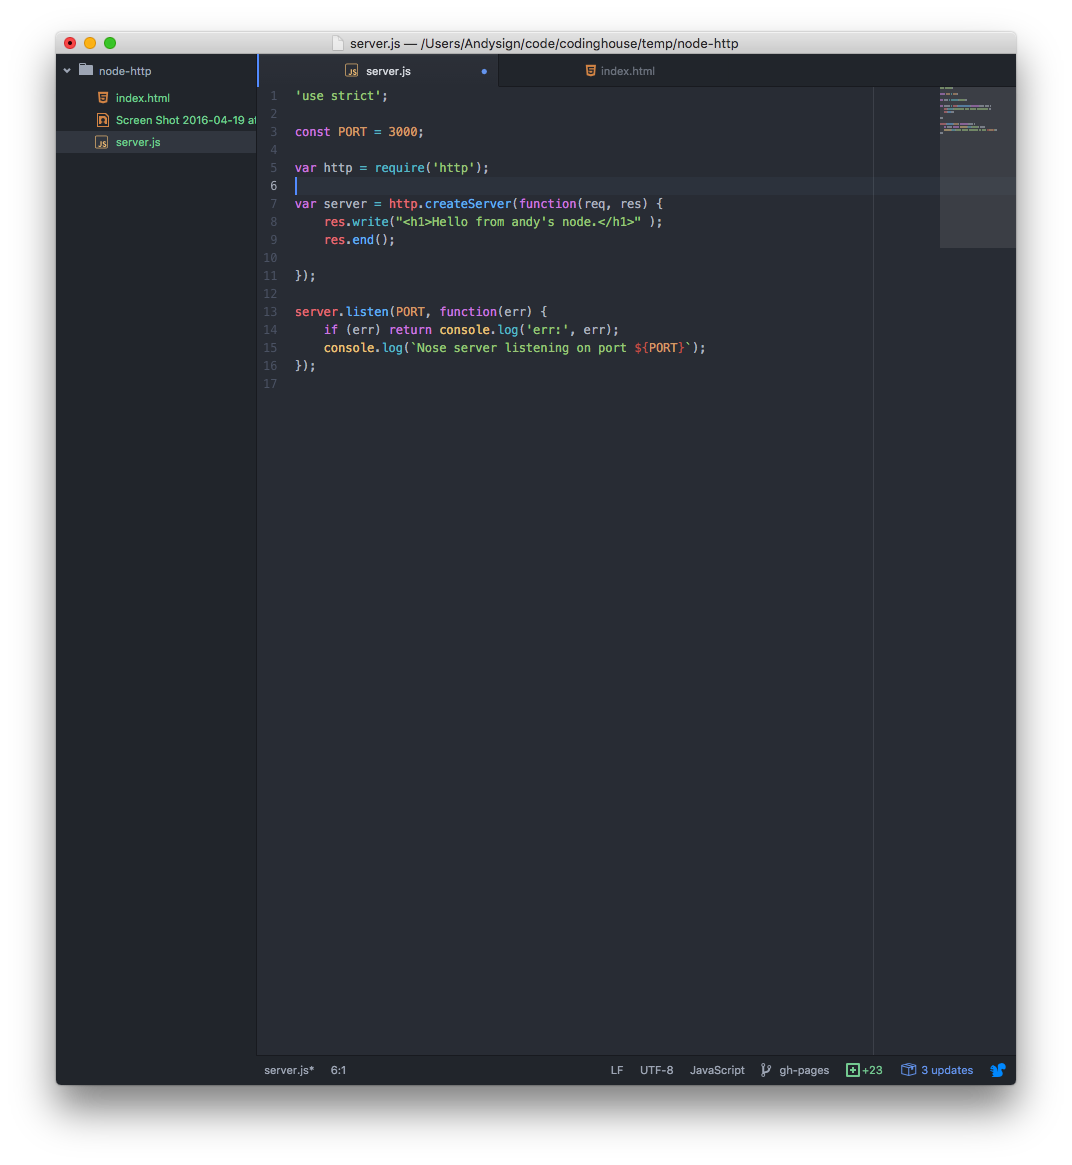 server.js — /Users/Andysign/code/codinghouse/temp/node-http
node-http
index.html
Screen Shot 2016-04-19 at
server.js
server.js
index.html
1 'use strict';
2
3 const PORT = 3000;
4
5 var http = require('http');
6
7 var server = http.createServer(function(req, res) {
8     res.write("<h1>Hello from andy's node.</h1>" );
9     res.end();
10
11 });
12
13 server.listen(PORT, function(err) {
14     if (err) return console.log('err:', err);
15     console.log(`Nose server listening on port ${PORT}`);
16 });
17
server.js* 6:1 LF UTF-8 JavaScript gh-pages +23 3 updates